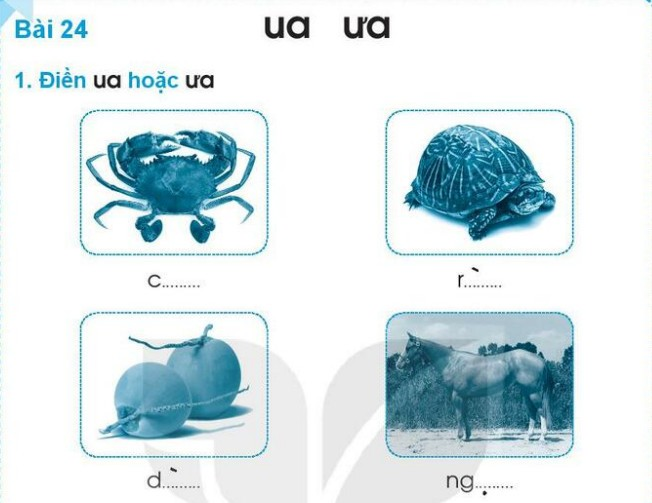 Bài 24
ua ưa
1. Điền ua hoặc ưa
c.........
r..̀.......
d..̀.......
ng..̣.......